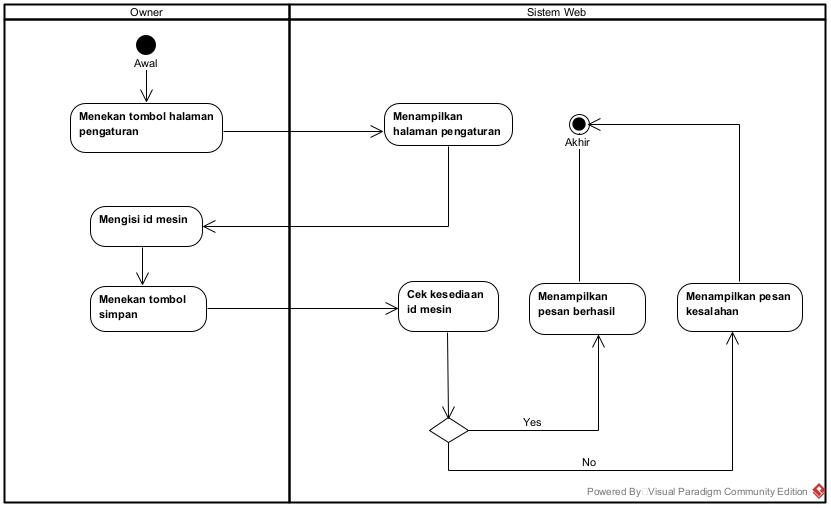 Owner
Sistem Web
Awal
Menekan tombol halaman
pengaturan
Menampilkan
halaman pengaturan
Akhir
Mengisi id mesin
Menekan tombol
simpan
Cek kesediaan
id mesin
Menampilkan
pesan berhasil
Menampilkan pesan
kesalahan
Yes
No
Powered By Visual Paradigm Community Edition